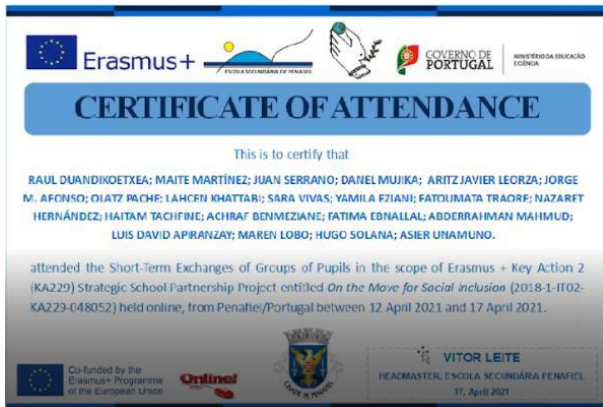 Erasmus+
ESCOLA SECUNDÁRIA DE PENAFIEL
GOVERNO DE
PORTUGAL
MINISTÉRIO DA EDUCAÇÃO
E CIÊNCIA
CERTIFICATE OF ATTENDANCE
This is to certify that
RAUL DUANDIKOETXEA; MAITE MARTÍNEZ; JUAN SERRANO; DANEL MUJIKA; ARITZ JAVIER LEORZA; JORGE
M. AFONSO; OLATZ PACHE; LAHCEN KHATTABI; SARA VIVAS; YAMILA EZIANI; FATOUMATA TRAORE; NAZARET
HERNÁNDEZ; HAITAM TACHFINE; ACHRAF BENMEZIANE; FATIMA EBNALLAL; ABDERRAHMAN MAHMUD;
LUIS DAVID APIRANZAY; MAREN LOBO; HUGO SOLANA; ASIER UNAMUNO.
attended the Short-Term Exchanges of Groups of Pupils in the scope of Erasmus + Key Action 2
(KA229) Strategic School Partnership Project entitled On the Move for Social Inclusion (2018-1-IT02-
KA229-048052) held online, from Penafiel/Portugal between 12 April 2021 and 17 April 2021.
Co-funded by the
Erasmus+ Programme
of the European Union
Online!
CIDADE DE PENAFIEL
VITOR LEITE
HEADMASTER, ESCOLA SECUNDÁRIA PENAFIEL
17, April 2021